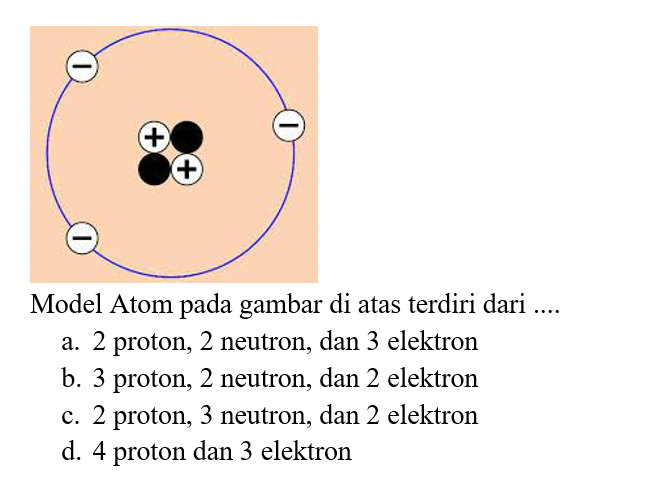 Model Atom pada gambar di atas terdiri dari ....
a. 2 proton, 2 neutron, dan 3 elektron
b. 3 proton, 2 neutron, dan 2 elektron
c. 2 proton, 3 neutron, dan 2 elektron
d. 4 proton dan 3 elektron